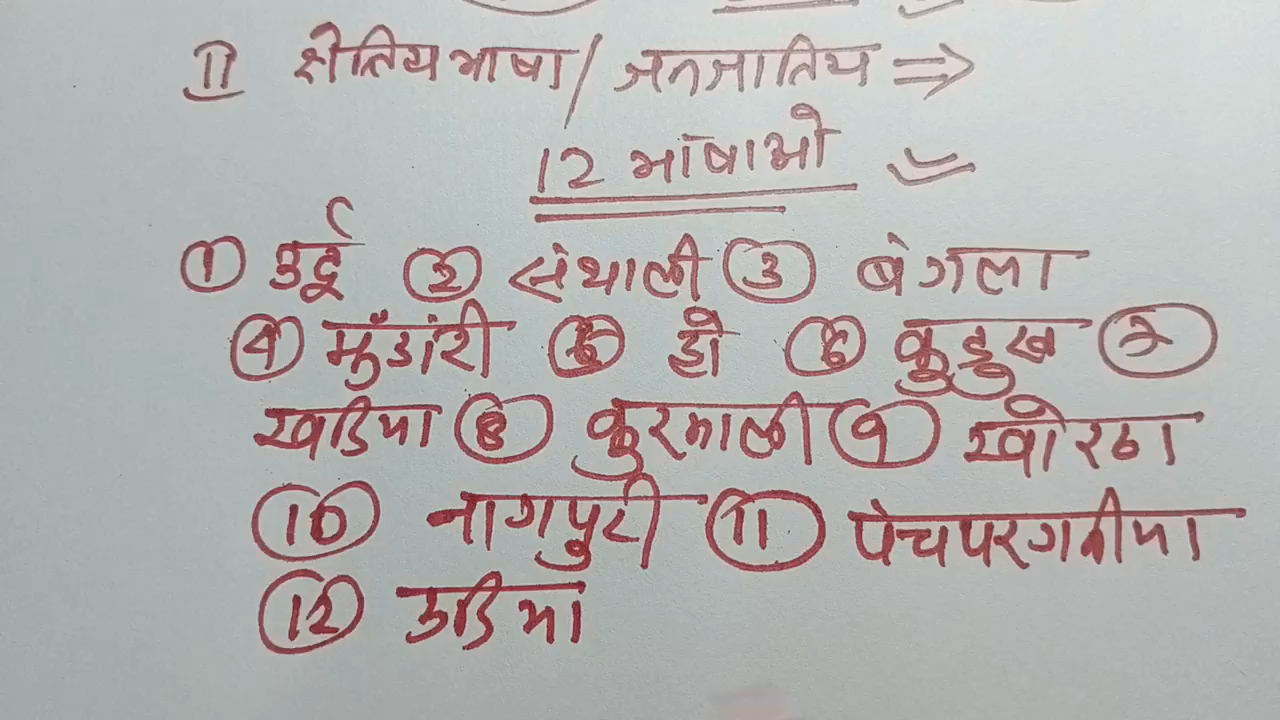 II क्षेतिय भाषा / जनजातिय ⇒
12 भांषाओ
① उर्दू ② संथाली ③ बंगला
④ मुँडांरी ⑤ हो ⑥ कुडुख ⑦
खडिया ⑧ कुरमाली ⑨ खोरठा
⑩ नागपुरी ⑪ पंचपरगनीया
⑫ उडिया